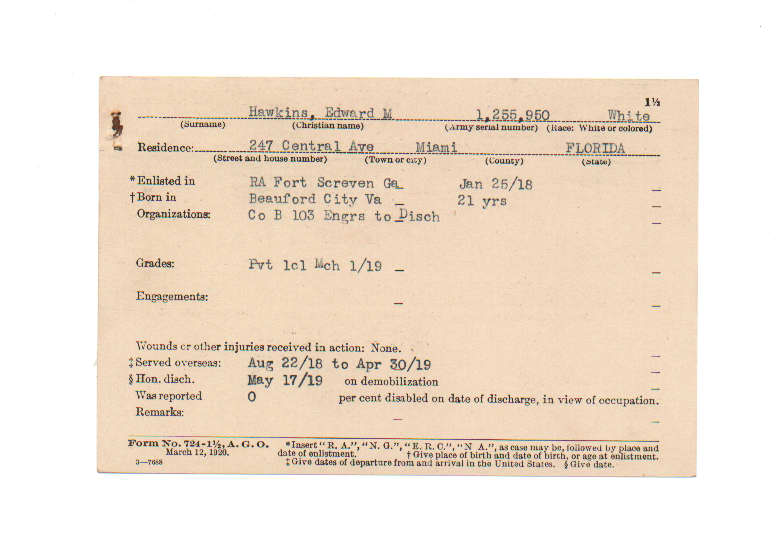 1½
Hawkins, Edward M 1,255,950 White
(Surname) (Christian name) (Army serial number) (Race: White or colored)
Residence: 247 Central Ave Miami FLORIDA
(Street and house number) (Town or city) (County) (State)
*Enlisted in RA Fort Screven Ga Jan 25/18
†Born in Beauford City Va 21 yrs
Organizations: Co B 103 Engrs to Disch
Grades: Pvt 1cl Mch 1/19
Engagements:
Wounds or other injuries received in action: None.
‡Served overseas: Aug 22/18 to Apr 30/19
§Hon. disch. May 17/19 on demobilization
Was reported 0 per cent disabled on date of discharge, in view of occupation.
Remarks:
Form No. 724-1½, A. G. O. *Insert "R. A.", "N. G.", "E. R. C.", "N A.", as case may be, followed by place and
March 12, 1920. date of enlistment. †Give place of birth and date of birth, or age at enlistment.
3—7688 ‡Give dates of departure from and arrival in the United States. §Give date.